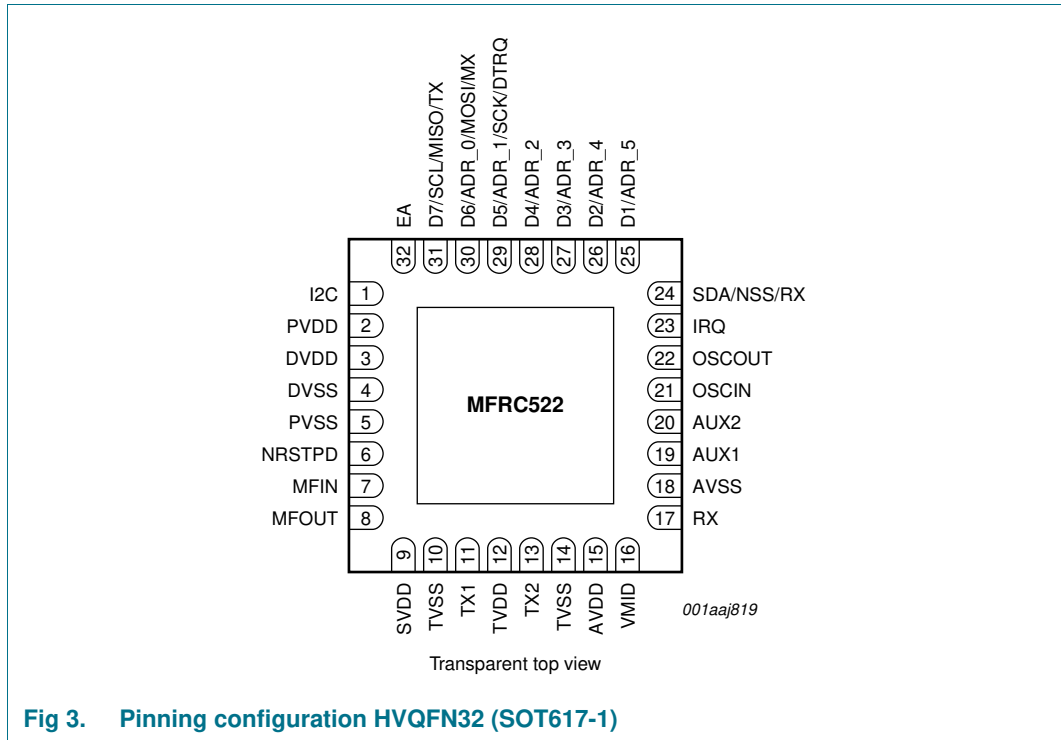 EA
D7/SCL/MISO/TX
D6/ADR_0/MOSI/MX
D5/ADR_1/SCK/DTRQ
D4/ADR_2
D3/ADR_3
D2/ADR_4
D1/ADR_5
32
31
30
29
28
27
26
25
I2C 1
PVDD 2
DVDD 3
DVSS 4
PVSS 5
NRSTPD 6
MFIN 7
MFOUT 8
MFRC522
24 SDA/NSS/RX
23 IRQ
22 OSCOUT
21 OSCIN
20 AUX2
19 AUX1
18 AVSS
17 RX
9
10
11
12
13
14
15
16
SVDD
TVSS
TX1
TVDD
TX2
TVSS
AVDD
VMID
001aaj819
Transparent top view
Fig 3. Pinning configuration HVQFN32 (SOT617-1)